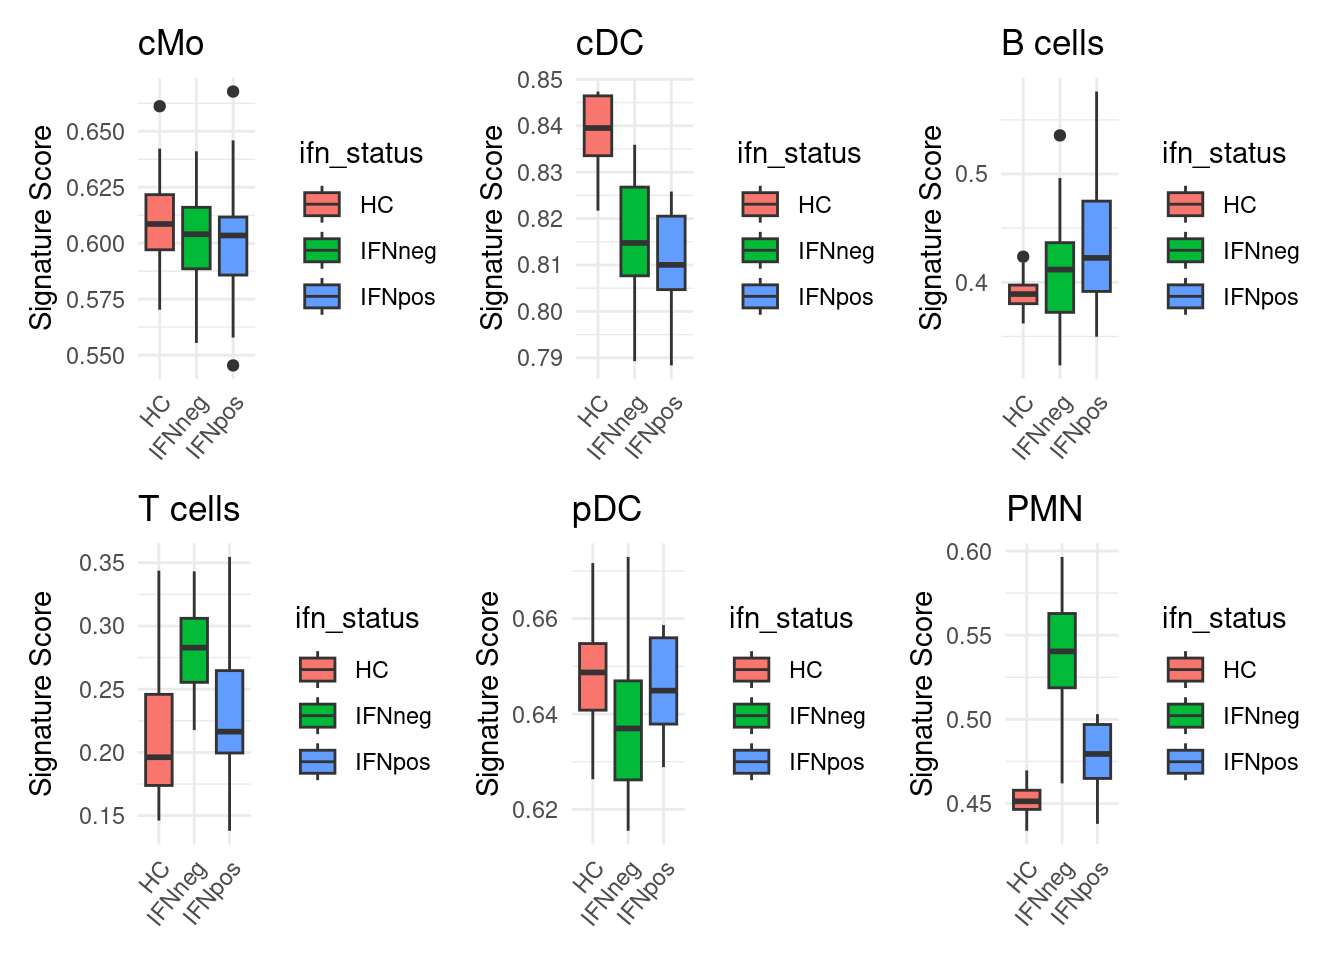 cMo
Signature Score
0.650
0.625
0.600
0.575
0.550
HC
IFNneg
IFNpos
ifn_status
HC
IFNneg
IFNpos
cDC
Signature Score
0.85
0.84
0.83
0.82
0.81
0.80
0.79
HC
IFNneg
IFNpos
ifn_status
HC
IFNneg
IFNpos
B cells
Signature Score
0.5
0.4
HC
IFNneg
IFNpos
ifn_status
HC
IFNneg
IFNpos
T cells
Signature Score
0.35
0.30
0.25
0.20
0.15
HC
IFNneg
IFNpos
ifn_status
HC
IFNneg
IFNpos
pDC
Signature Score
0.66
0.64
0.62
HC
IFNneg
IFNpos
ifn_status
HC
IFNneg
IFNpos
PMN
Signature Score
0.60
0.55
0.50
0.45
HC
IFNneg
IFNpos
ifn_status
HC
IFNneg
IFNpos